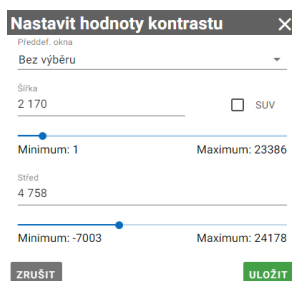 Nastavit hodnoty kontrastu
Předdef. okna
Bez výběru
Šířka
2 170
SUV
Minimum: 1 Maximum: 23386
Střed
4 758
Minimum: -7003 Maximum: 24178
ZRUŠIT ULOŽIT